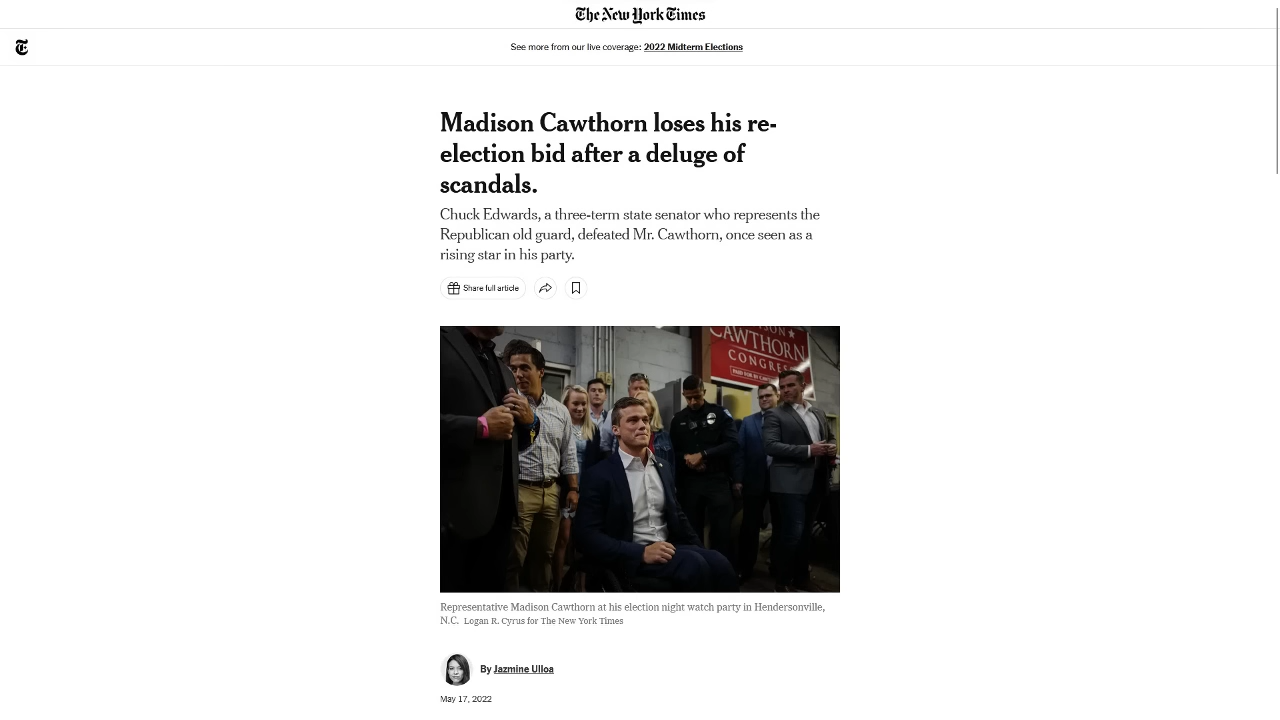 The New York Times
See more from our live coverage: 2022 Midterm Elections
Madison Cawthorn loses his re-
election bid after a deluge of
scandals.
Chuck Edwards, a three-term state senator who represents the
Republican old guard, defeated Mr. Cawthorn, once seen as a
rising star in his party.
Share full article
CAWTHORN
CONGRESS
Representative Madison Cawthorn at his election night watch party in Hendersonville,
N.C. Logan R. Cyrus for The New York Times
By Jazmine Ulloa
May 17, 2022